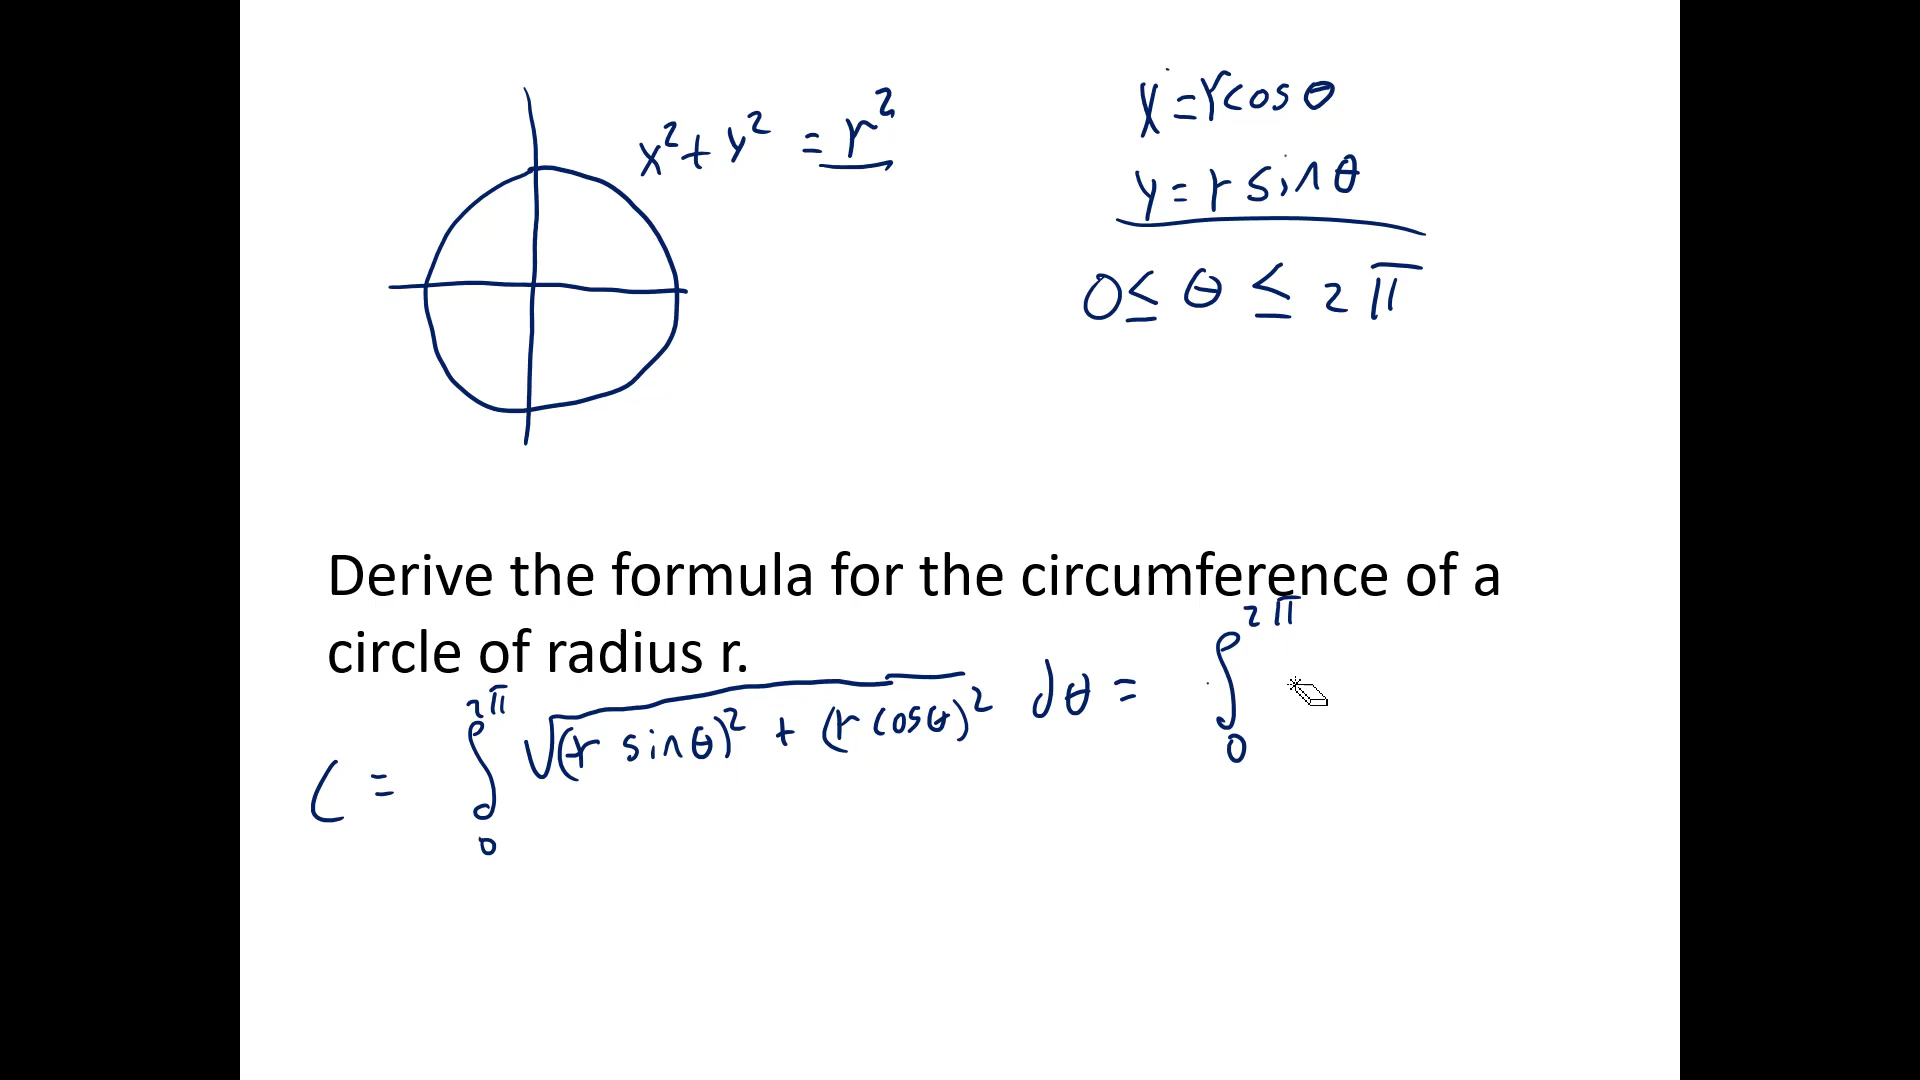 x² + y² = r²
x = r cos θ
y = r sin θ
0 ≤ θ ≤ 2π
Derive the formula for the circumference of a
circle of radius r.
C = ∫₀^2π √(-r sin θ)² + (r cos θ)² dθ = ∫₀^2π